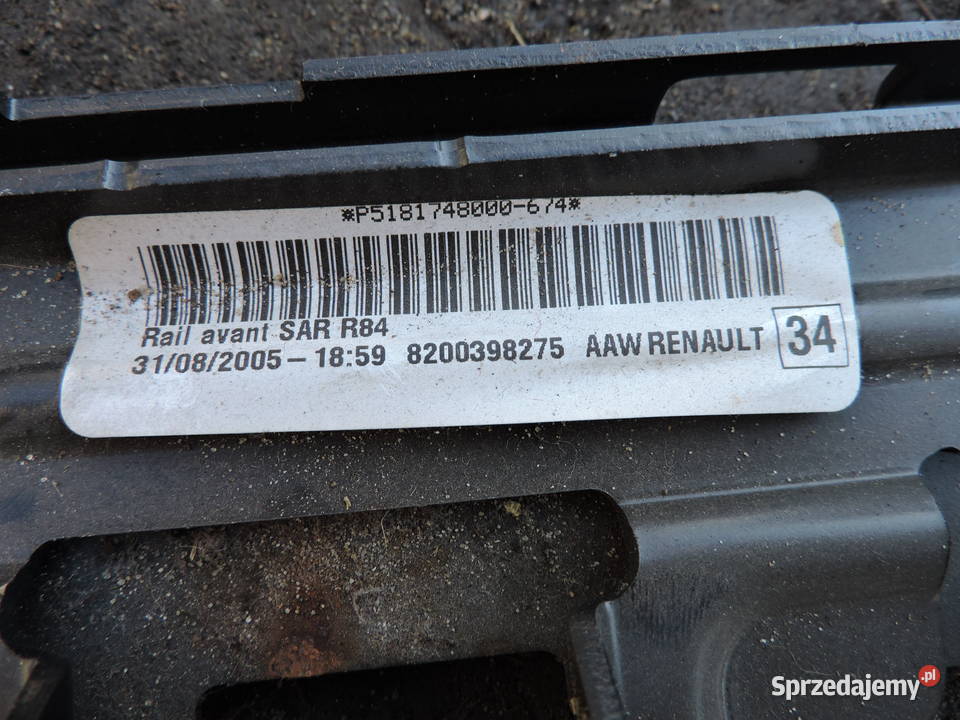 *P5181748000-674*
Rail avant SAR R84
31/08/2005 – 18:59 8200398275 AAW RENAULT 34
Sprzedajemy.pl